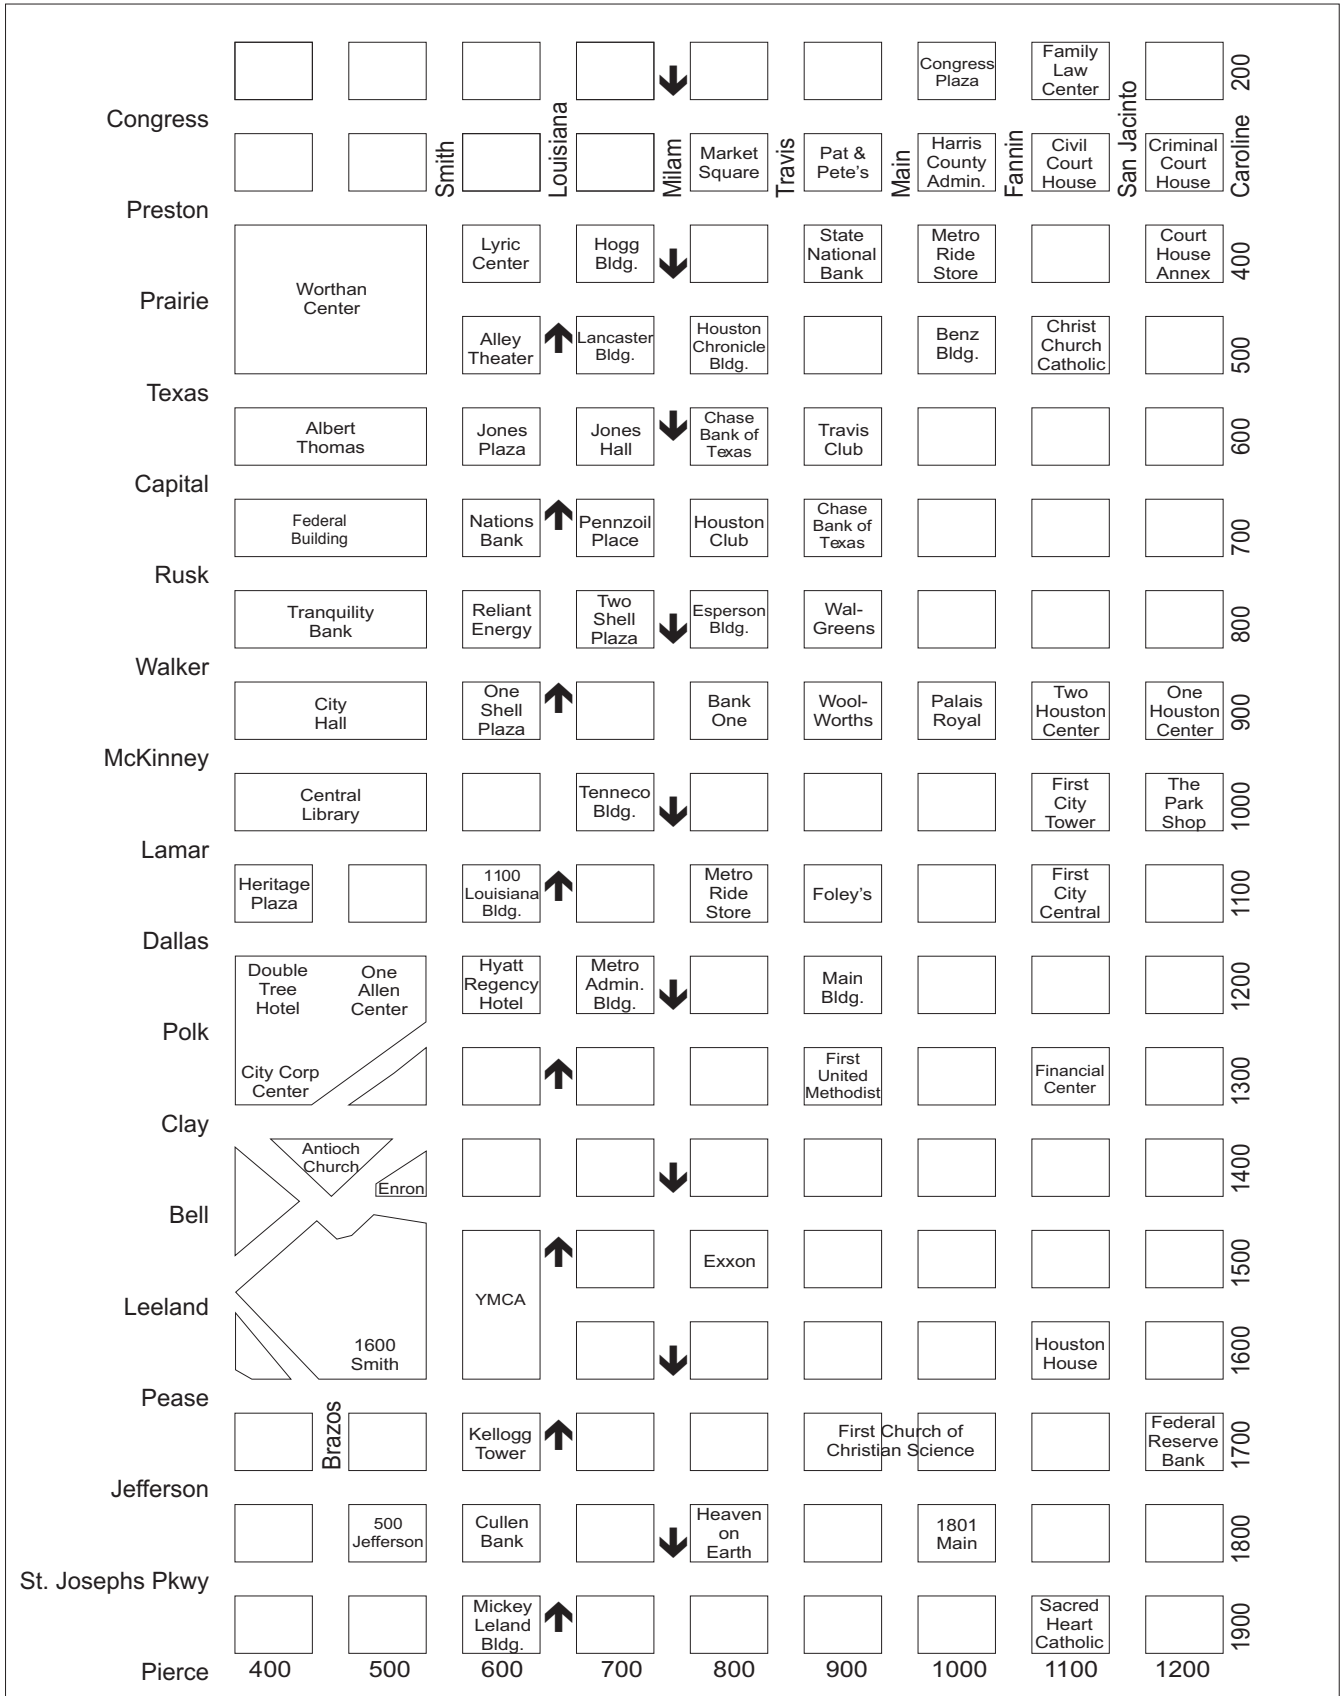 Congress
Plaza
Family
Law
Center
200
Congress
Smith
Louisiana
Milam
Market
Square
Travis
Pat &
Pete's
Main
Harris
County
Admin.
Fannin
Civil
Court
House
San Jacinto
Criminal
Court
House
Caroline
Preston
Worthan
Center
Lyric
Center
Hogg
Bldg.
State
National
Bank
Metro
Ride
Store
Court
House
Annex
400
Prairie
Alley
Theater
Lancaster
Bldg.
Houston
Chronicle
Bldg.
Benz
Bldg.
Christ
Church
Catholic
500
Texas
Albert
Thomas
Jones
Plaza
Jones
Hall
Chase
Bank of
Texas
Travis
Club
600
Capital
Federal
Building
Nations
Bank
Pennzoil
Place
Houston
Club
Chase
Bank of
Texas
700
Rusk
Tranquility
Bank
Reliant
Energy
Two
Shell
Plaza
Esperson
Bldg.
Wal-
Greens
800
Walker
City
Hall
One
Shell
Plaza
Bank
One
Wool-
Worths
Palais
Royal
Two
Houston
Center
One
Houston
Center
900
McKinney
Central
Library
Tenneco
Bldg.
First
City
Tower
The
Park
Shop
1000
Lamar
Heritage
Plaza
1100
Louisiana
Bldg.
Metro
Ride
Store
Foley's
First
City
Central
1100
Dallas
Double
Tree
Hotel
One
Allen
Center
Hyatt
Regency
Hotel
Metro
Admin.
Bldg.
Main
Bldg.
1200
Polk
City Corp
Center
First
United
Methodist
Financial
Center
1300
Clay
Antioch
Church
Enron
1400
Bell
YMCA
Exxon
1500
Leeland
1600
Smith
Houston
House
1600
Pease
Brazos
Kellogg
Tower
First Church of
Christian Science
Federal
Reserve
Bank
1700
Jefferson
500
Jefferson
Cullen
Bank
Heaven
on
Earth
1801
Main
1800
St. Josephs Pkwy
Mickey
Leland
Bldg.
Sacred
Heart
Catholic
1900
Pierce
400
500
600
700
800
900
1000
1100
1200